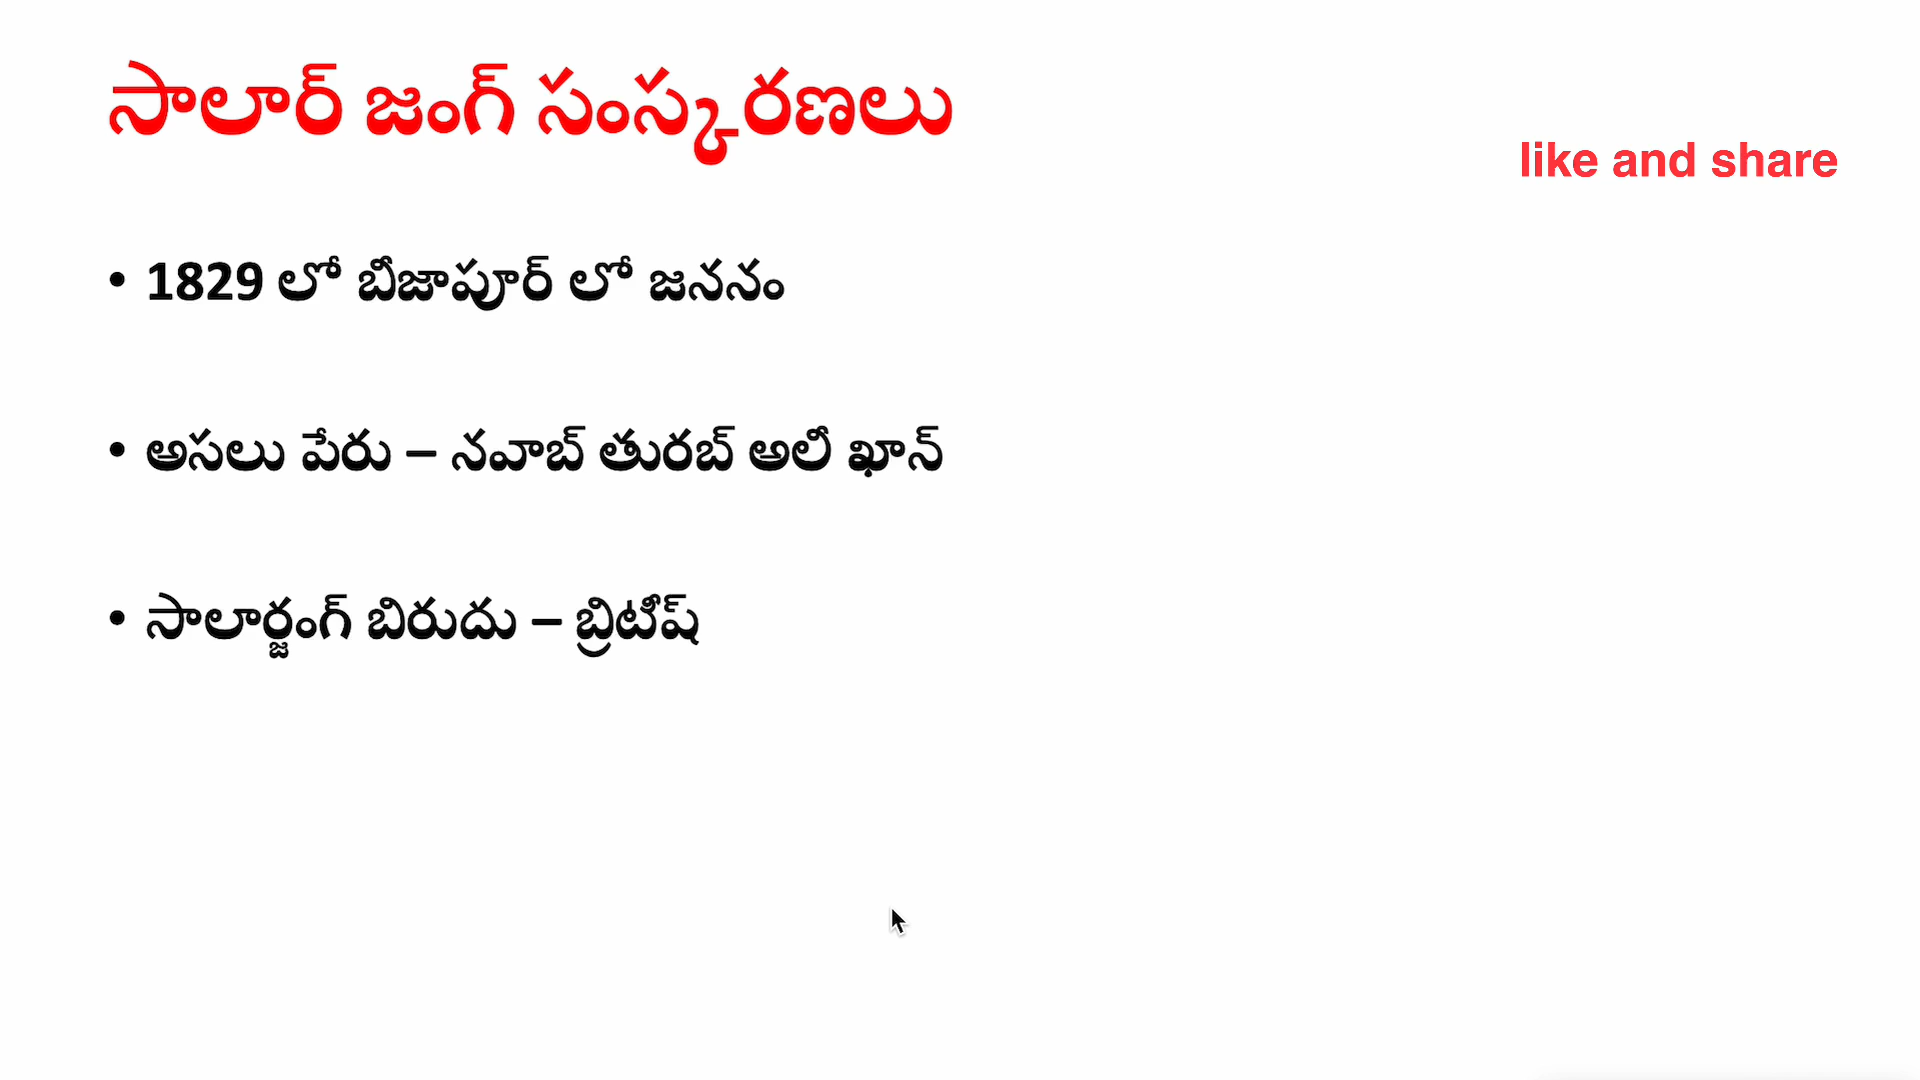 సాలార్ జంగ్ సంస్కరణలు
like and share
• 1829 లో బీజాపూర్ లో జననం
• అసలు పేరు – నవాబ్ తురబ్ అలీ ఖాన్
• సాలార్జంగ్ బిరుదు – బ్రిటీష్